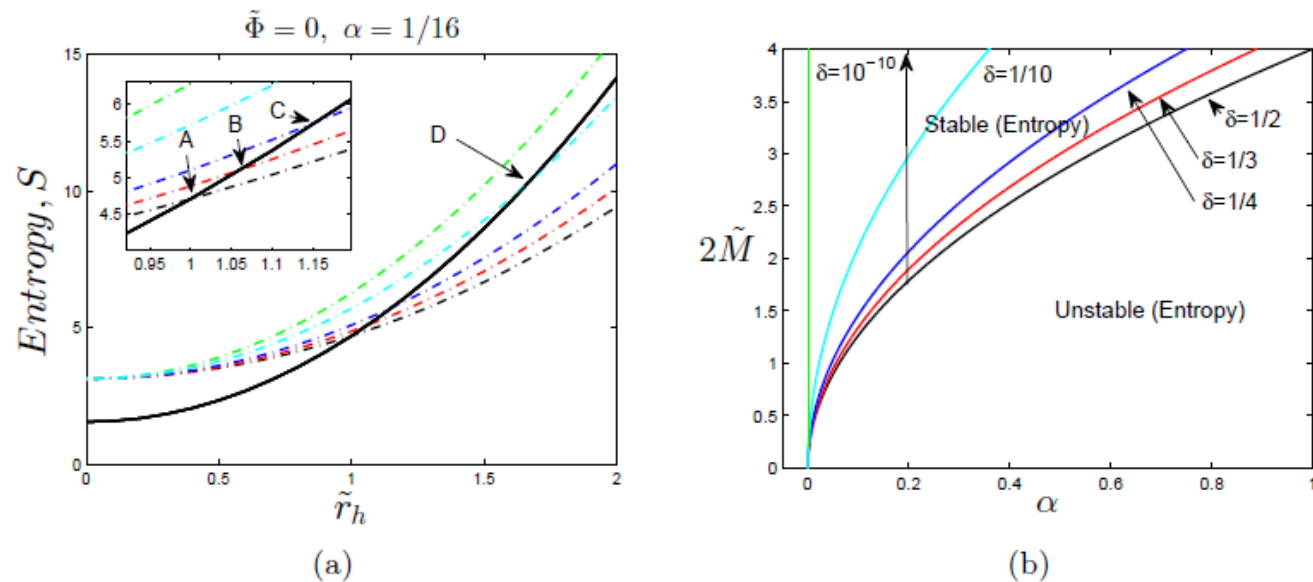 Φ̃ = 0, α = 1/16
Entropy, S
15
10
5
0
0
0.5
1
1.5
2
r̃_h
6
5.5
5
4.5
0.95
1
1.05
1.1
1.15
A
B
C
D
(a)
2M̃
4
3.5
3
2.5
2
1.5
1
0.5
0
0
0.2
0.4
0.6
0.8
1
α
δ=10⁻¹⁰
δ=1/10
Stable (Entropy)
δ=1/2
δ=1/3
δ=1/4
Unstable (Entropy)
(b)